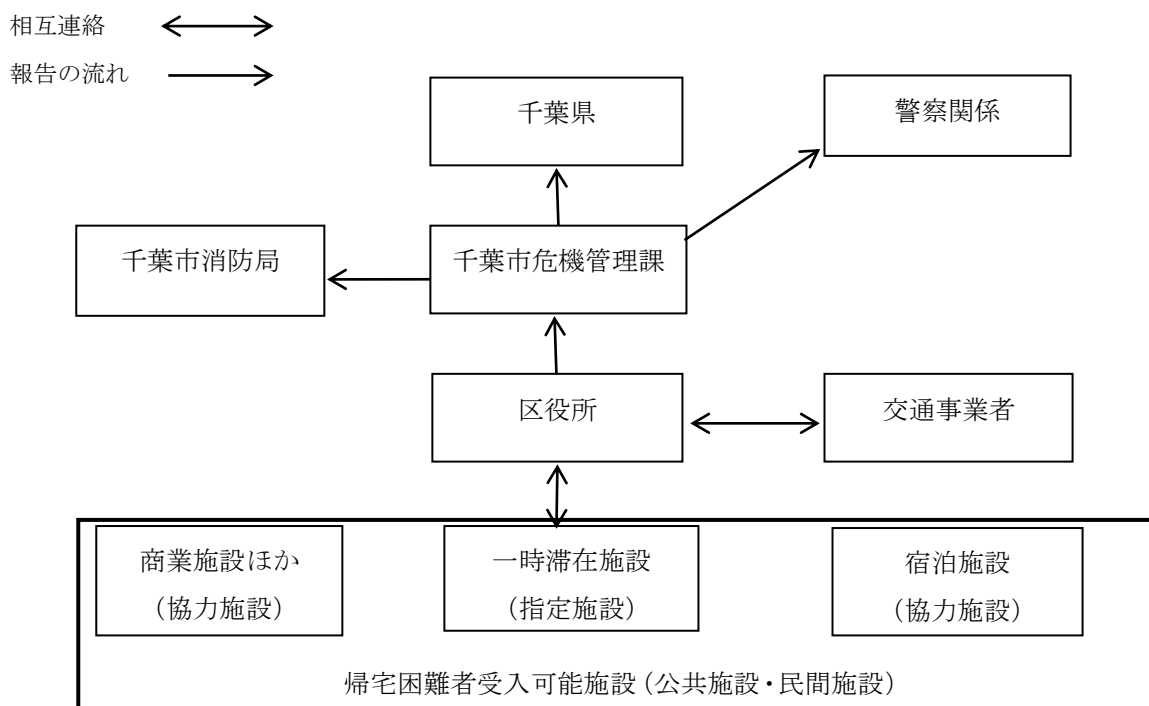 相互連絡
報告の流れ
千葉県
警察関係
千葉市消防局
千葉市危機管理課
区役所
交通事業者
商業施設ほか
(協力施設)
一時滞在施設
(指定施設)
宿泊施設
(協力施設)
帰宅困難者受入可能施設(公共施設・民間施設)